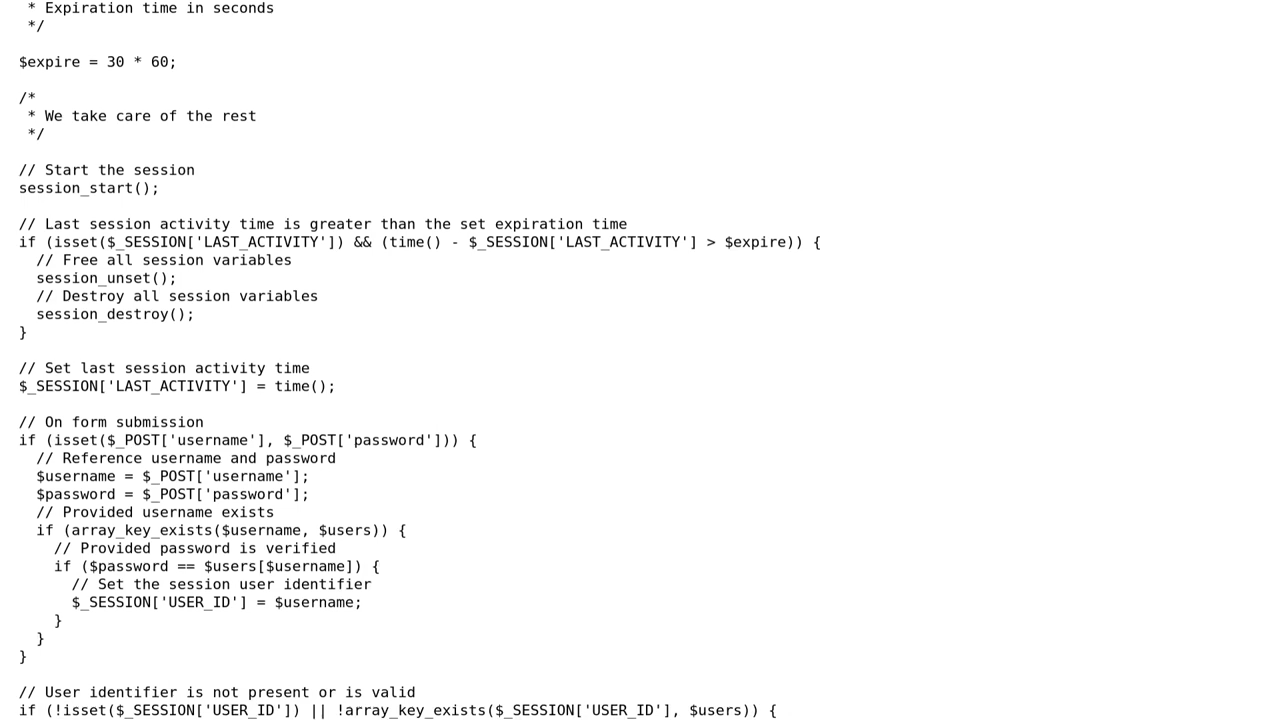 * Expiration time in seconds
 */
$expire = 30 * 60;
/*
 * We take care of the rest
 */
// Start the session
session_start();
// Last session activity time is greater than the set expiration time
if (isset($_SESSION['LAST_ACTIVITY']) && (time() - $_SESSION['LAST_ACTIVITY'] > $expire)) {
  // Free all session variables
  session_unset();
  // Destroy all session variables
  session_destroy();
}
// Set last session activity time
$_SESSION['LAST_ACTIVITY'] = time();
// On form submission
if (isset($_POST['username'], $_POST['password'])) {
  // Reference username and password
  $username = $_POST['username'];
  $password = $_POST['password'];
  // Provided username exists
  if (array_key_exists($username, $users)) {
    // Provided password is verified
    if ($password == $users[$username]) {
      // Set the session user identifier
      $_SESSION['USER_ID'] = $username;
    }
  }
}
// User identifier is not present or is valid
if (!isset($_SESSION['USER_ID']) || !array_key_exists($_SESSION['USER_ID'], $users)) {